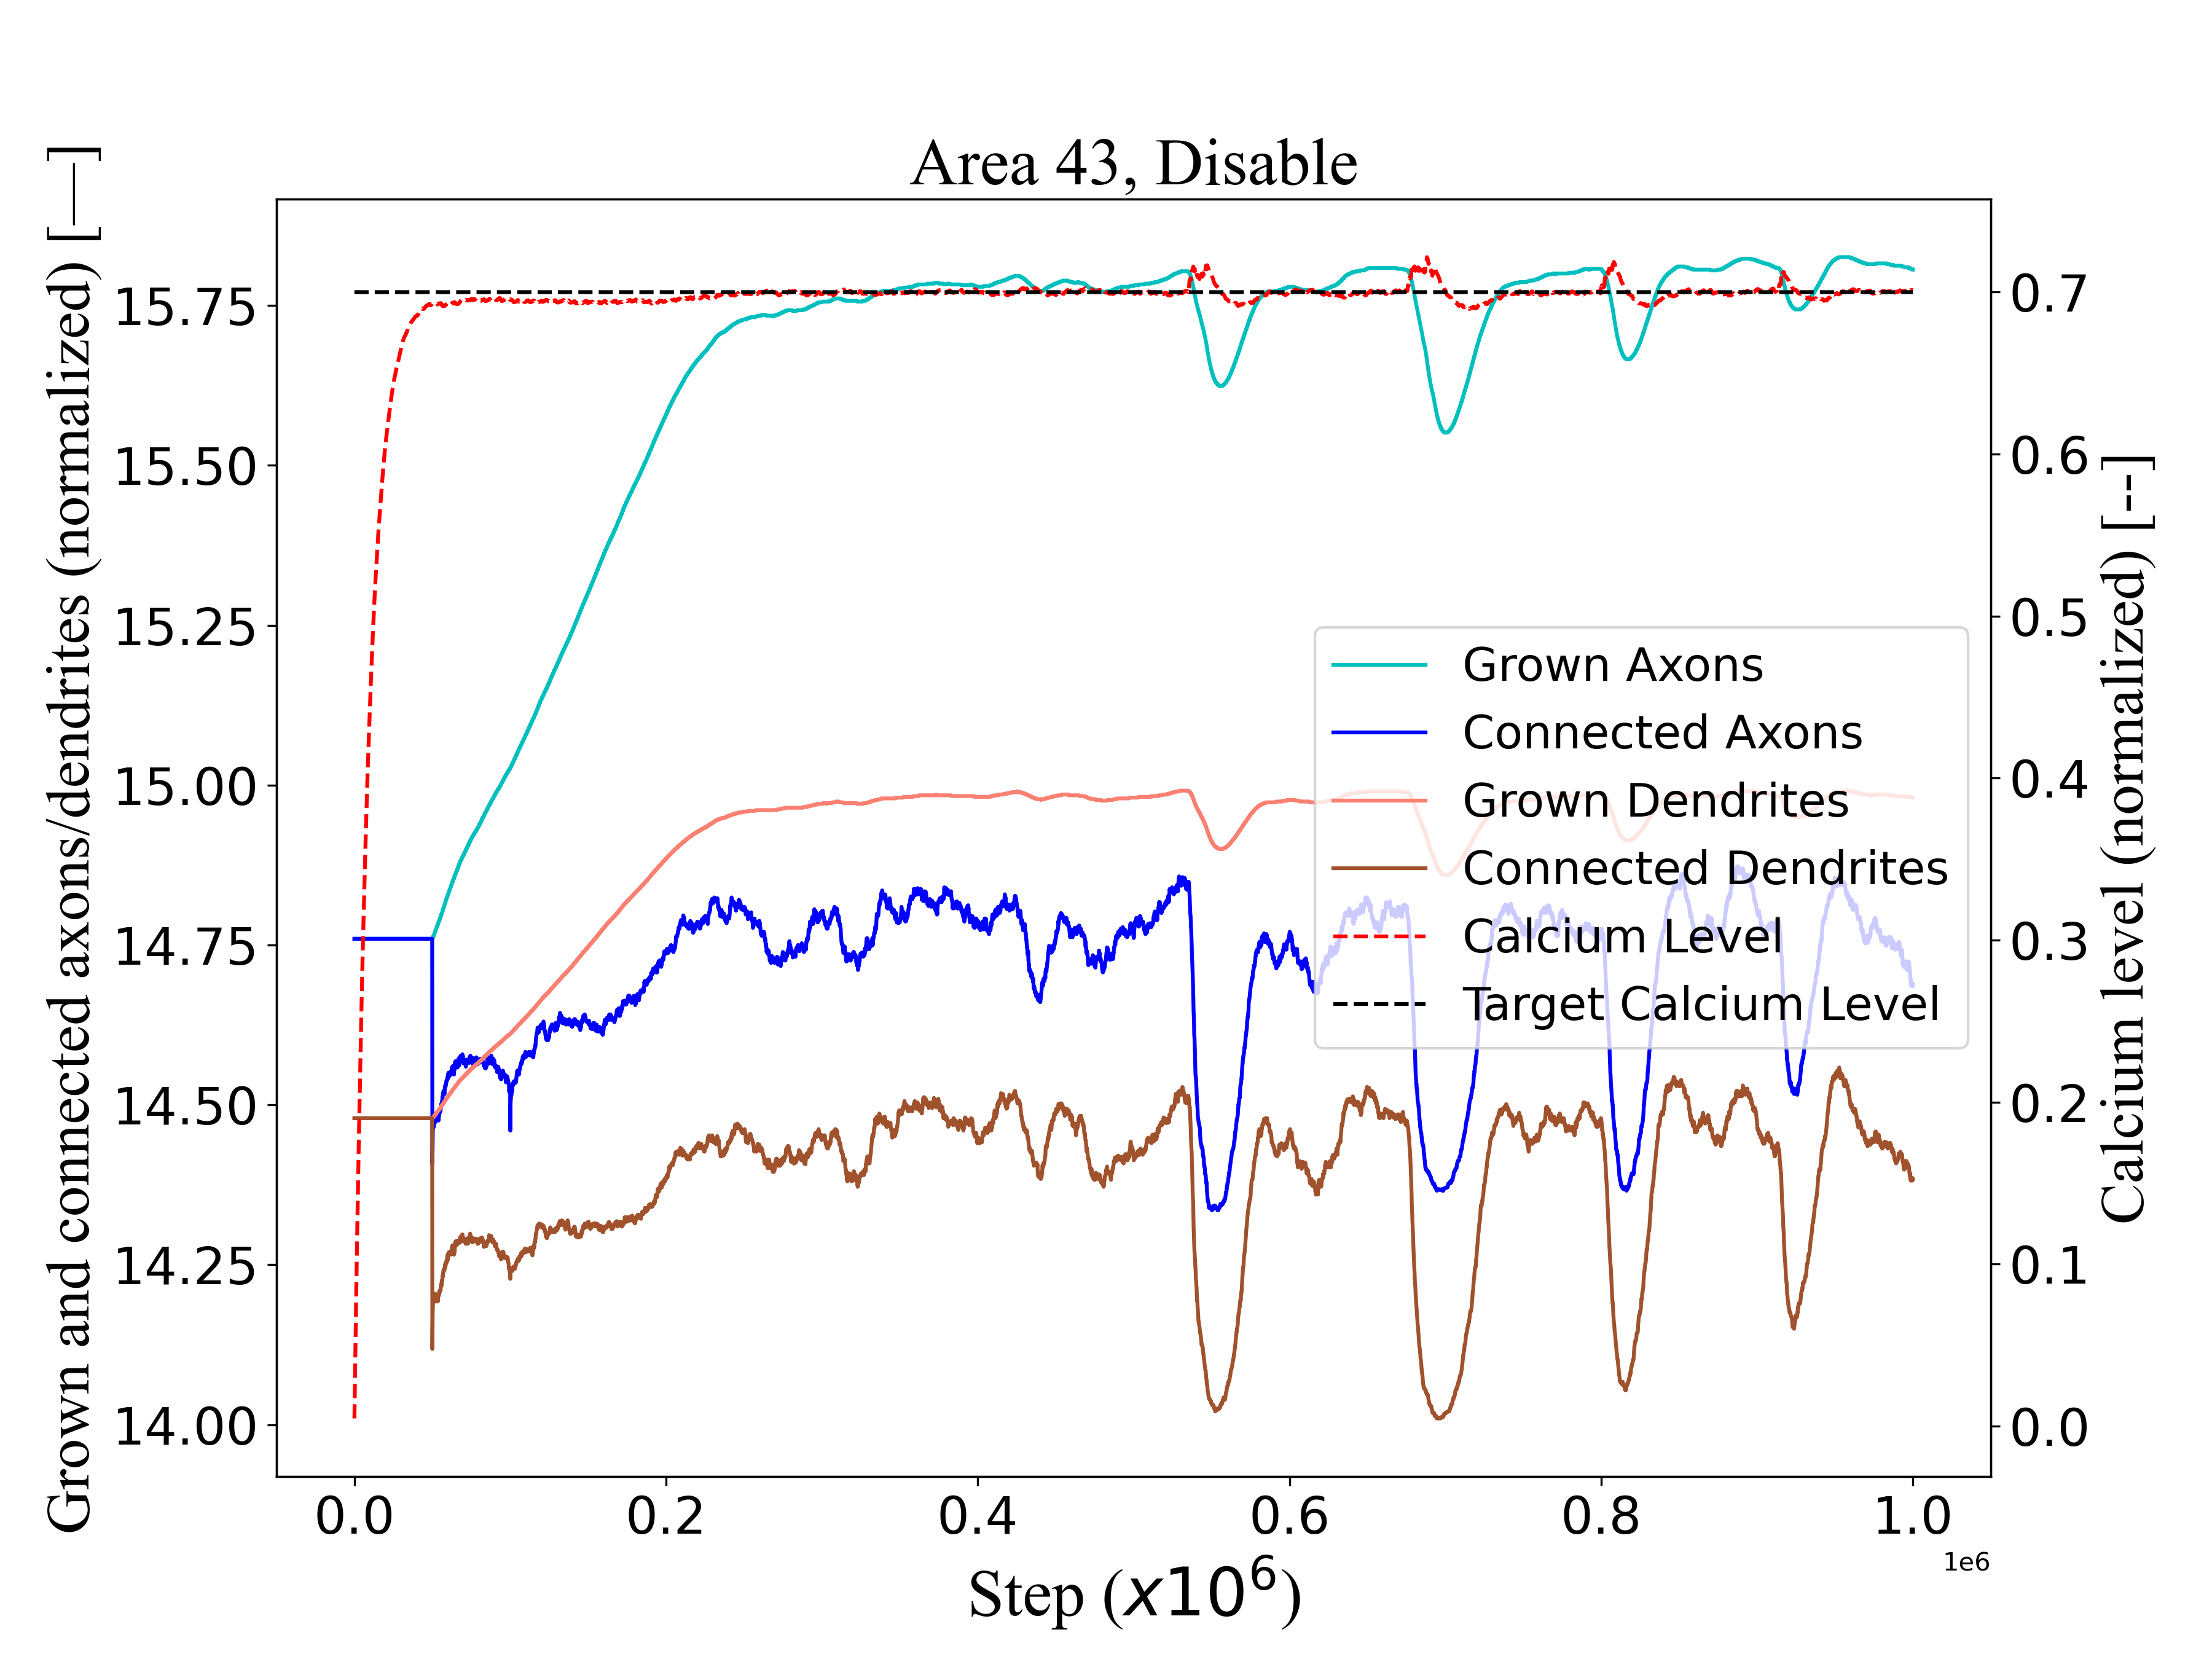 Area 43, Disable
Grown and connected axons/dendrites (normalized) [—]
15.75
15.50
15.25
15.00
14.75
14.50
14.25
14.00
0.7
0.6
0.5
0.4
0.3
0.2
0.1
0.0
Calcium level (normalized) [--]
Grown Axons
Connected Axons
Grown Dendrites
Connected Dendrites
Calcium Level
Target Calcium Level
0.0 0.2 0.4 0.6 0.8 1.0
1e6
Step (x10^6)